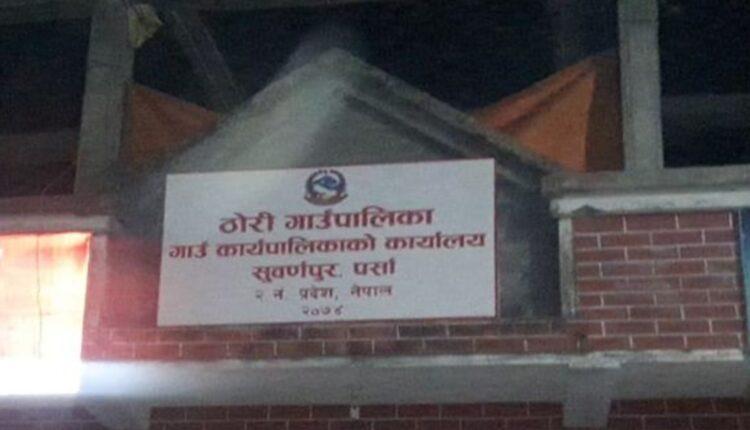 ठोरी गाउँपालिका
गाउँ कार्यपालिकाको कार्यालय
सुवर्णपुर, पर्सा
२ नं. प्रदेश, नेपाल
२०७४